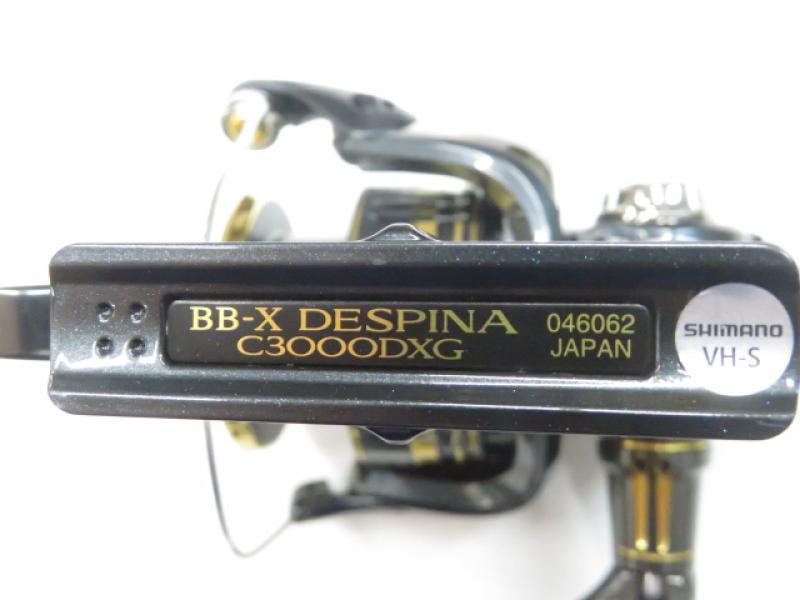 BB-X DESPINA
C3000DXG
046062
JAPAN
SHIMANO
VH-S